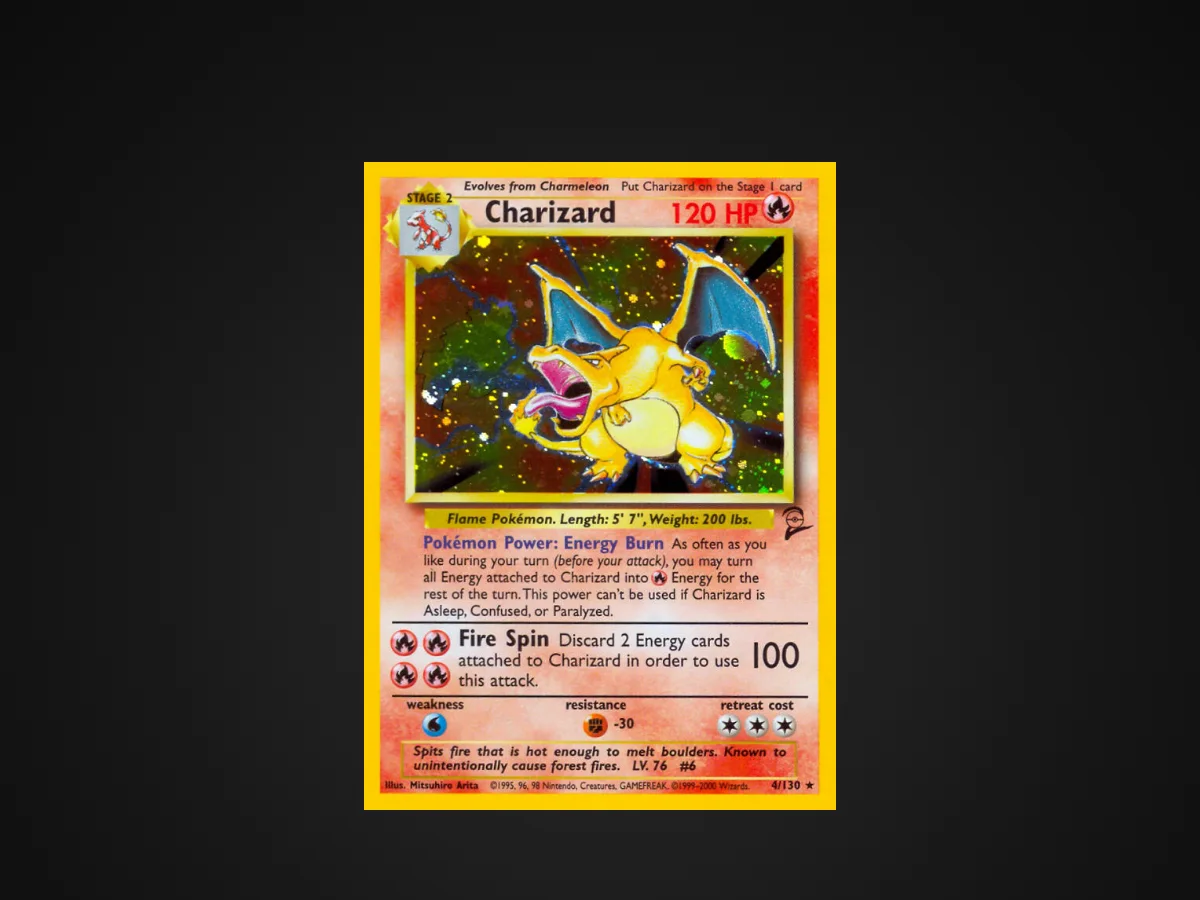 Evolves from Charmeleon Put Charizard on the Stage 1 card
STAGE 2
Charizard 120 HP
Flame Pokémon. Length: 5' 7", Weight: 200 lbs.
Pokémon Power: Energy Burn As often as you
like during your turn (before your attack), you may turn
all Energy attached to Charizard into Energy for the
rest of the turn. This power can't be used if Charizard is
Asleep, Confused, or Paralyzed.
Fire Spin Discard 2 Energy cards
attached to Charizard in order to use 100
this attack.
weakness resistance retreat cost
-30
Spits fire that is hot enough to melt boulders. Known to
unintentionally cause forest fires. LV. 76 #6
Illus. Mitsuhiro Arita ©1995, 96, 98 Nintendo, Creatures, GAMEFREAK. ©1999-2000 Wizards. 4/130 ★